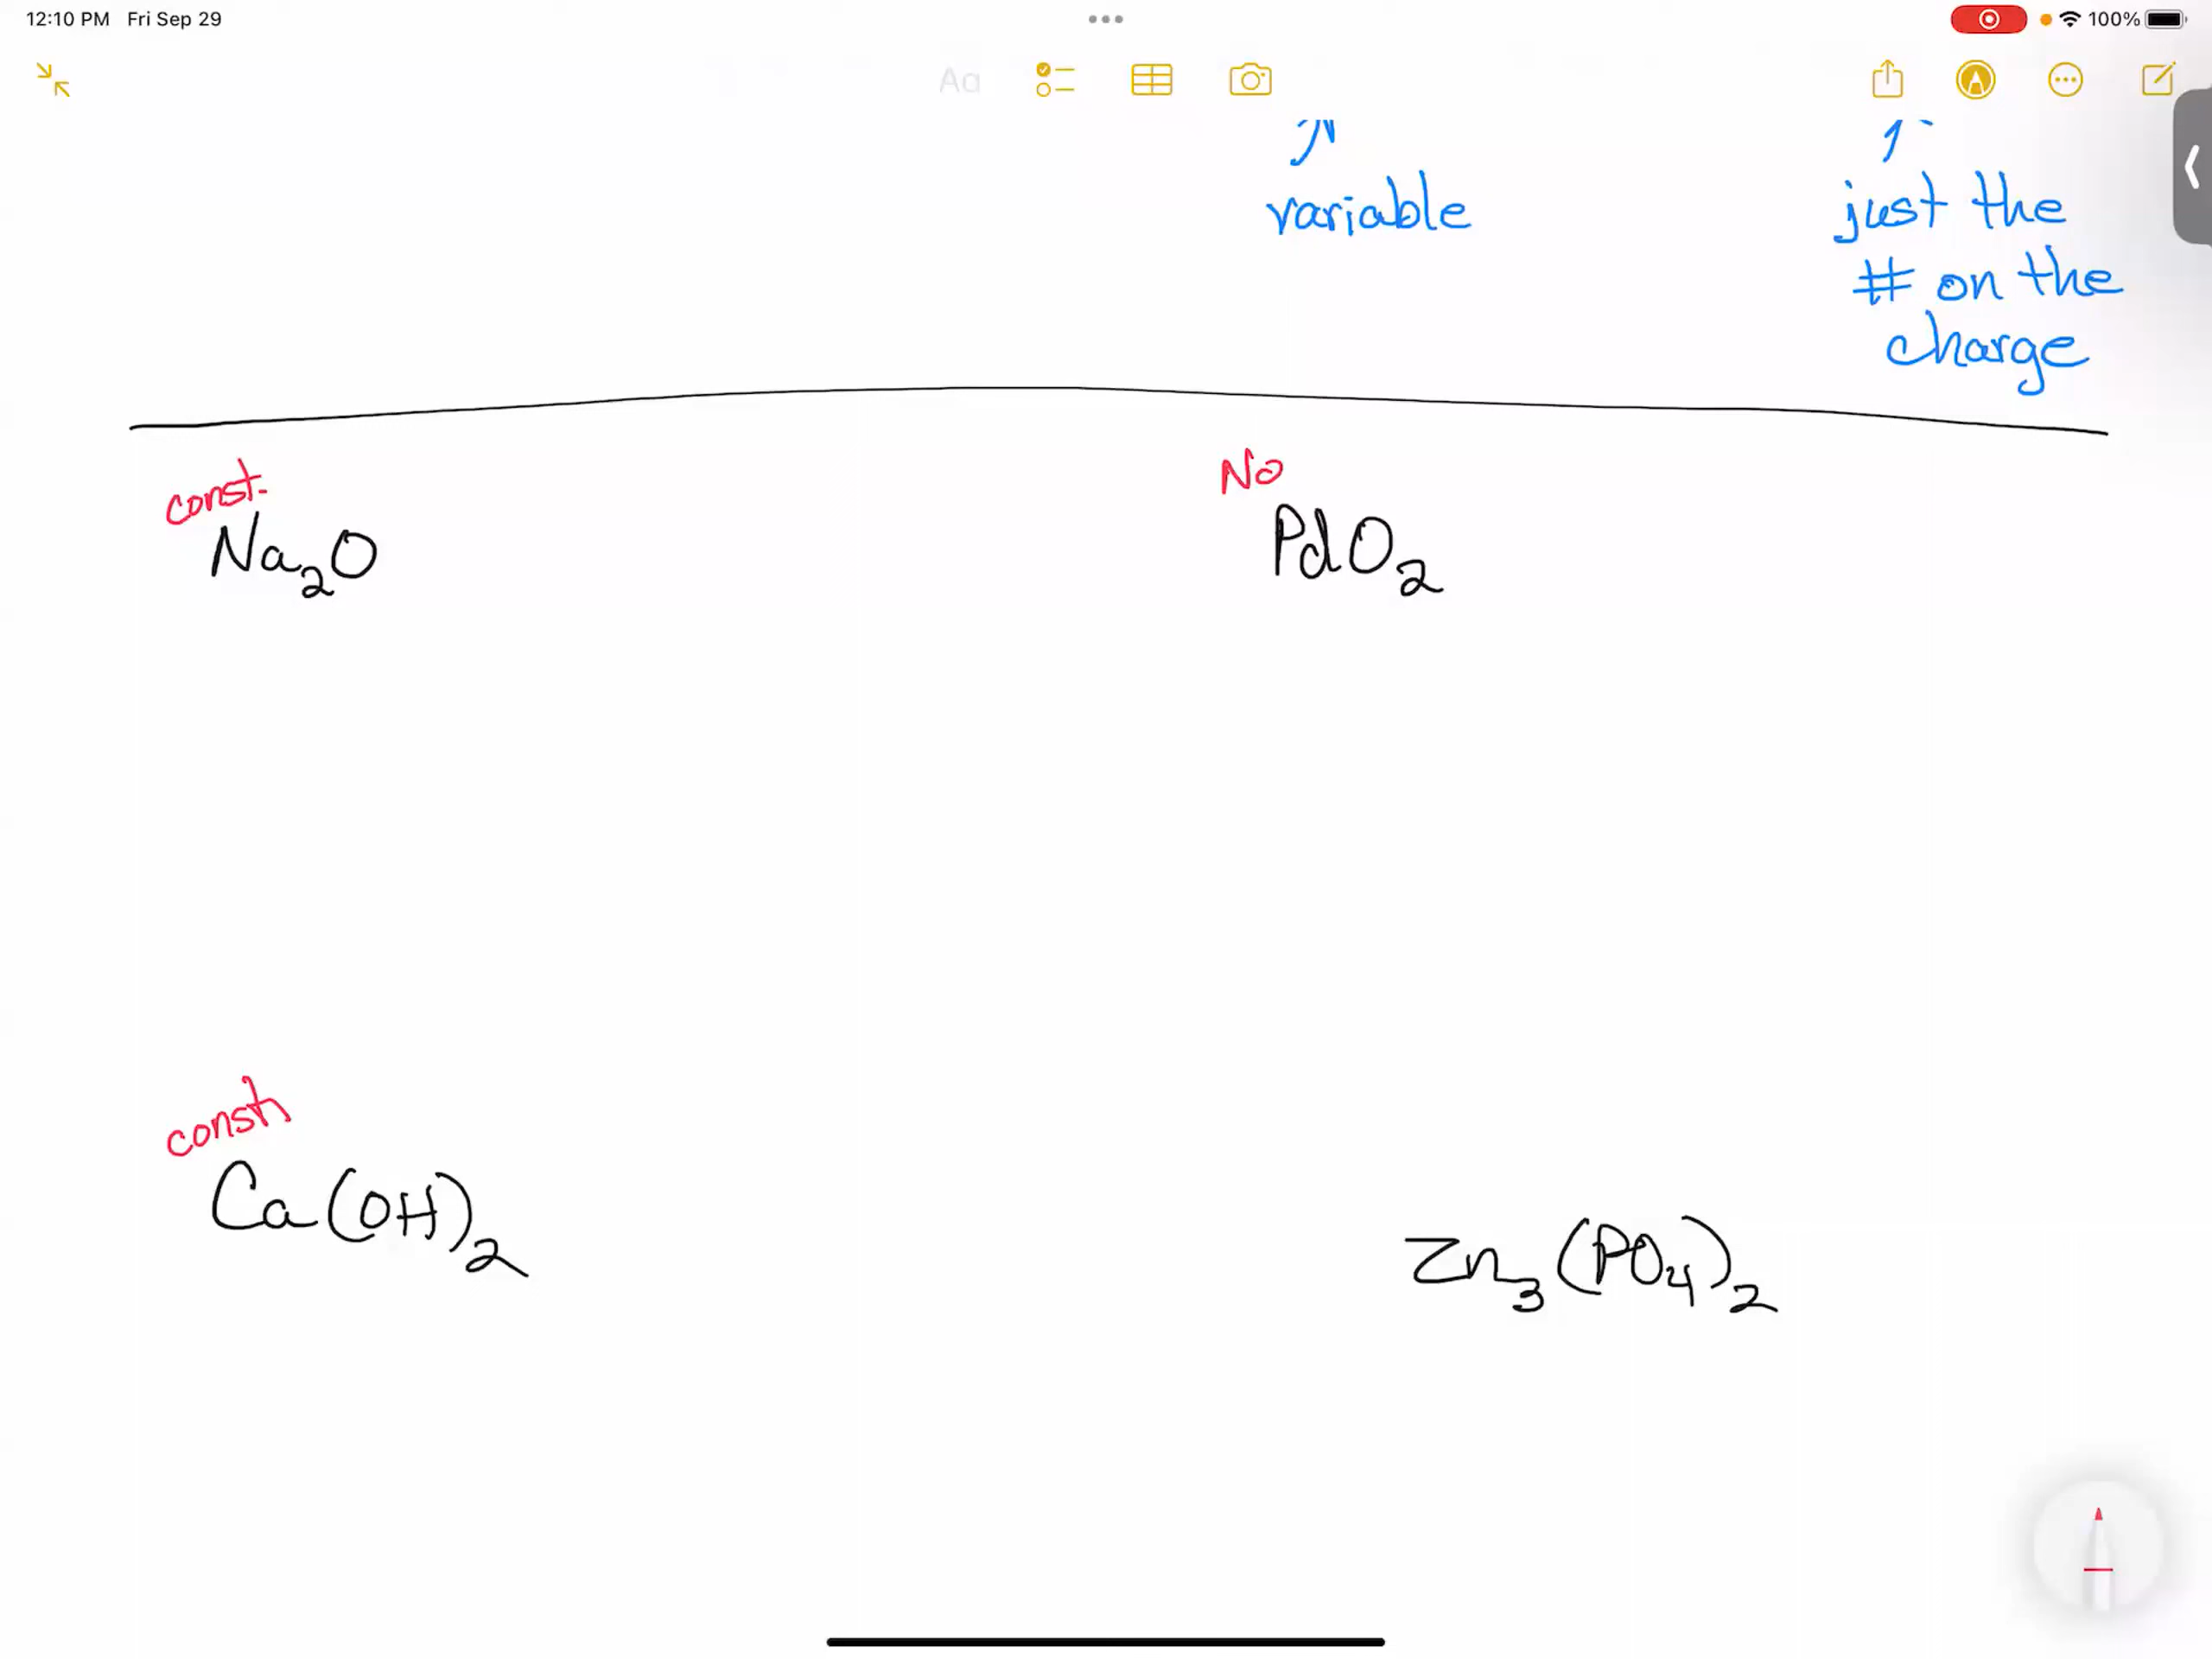 12:10 PM Fri Sep 29
100%
Aa
variable
just the
# on the
charge
const.
Na₂O
No
PdO₂
const.
Ca(OH)₂
Zn₃(PO₄)₂